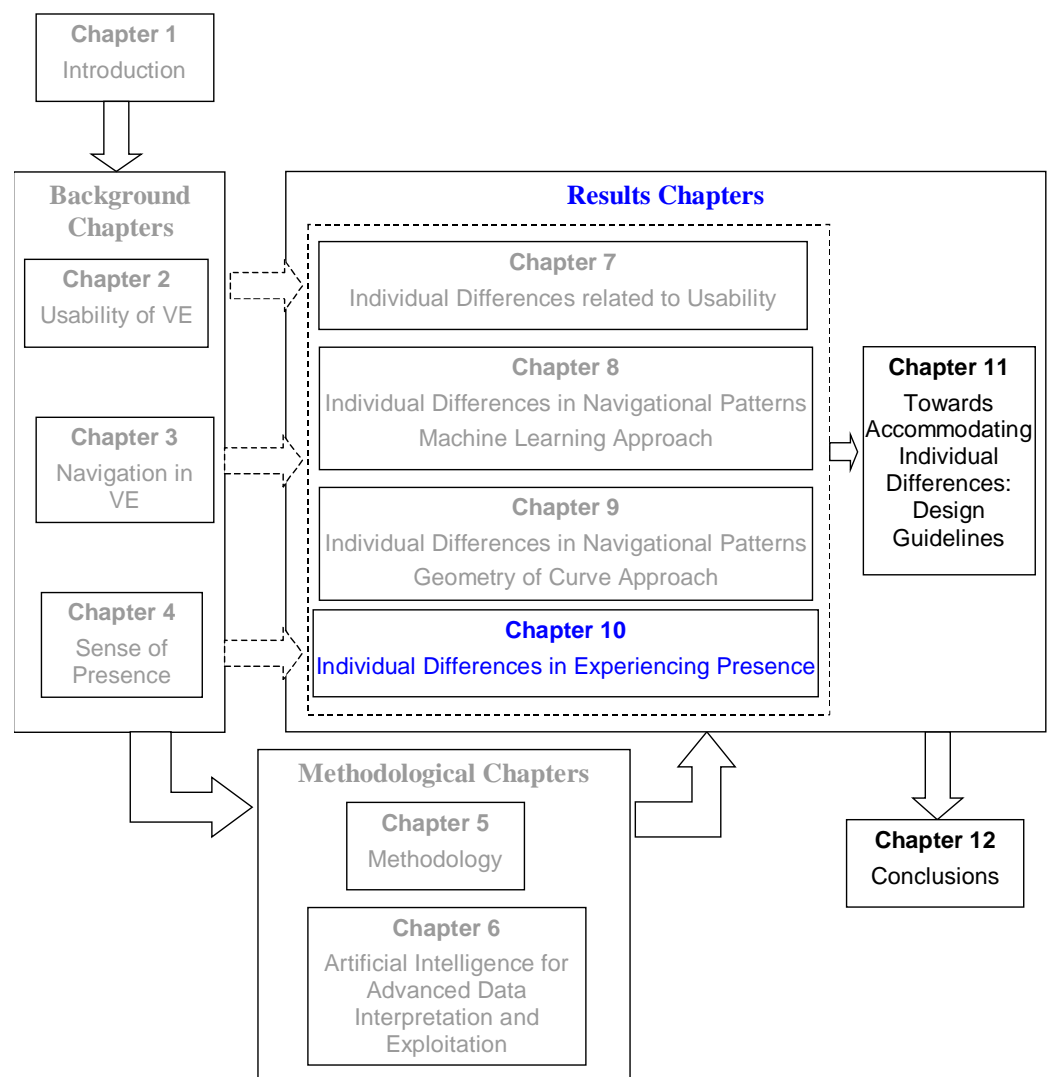 Chapter 1
Introduction
Background
Chapters
Chapter 2
Usability of VE
Chapter 3
Navigation in
VE
Chapter 4
Sense of
Presence
Results Chapters
Chapter 7
Individual Differences related to Usability
Chapter 8
Individual Differences in Navigational Patterns
Machine Learning Approach
Chapter 9
Individual Differences in Navigational Patterns
Geometry of Curve Approach
Chapter 10
Individual Differences in Experiencing Presence
Chapter 11
Towards
Accommodating
Individual
Differences:
Design
Guidelines
Methodological Chapters
Chapter 5
Methodology
Chapter 6
Artificial Intelligence for
Advanced Data
Interpretation and
Exploitation
Chapter 12
Conclusions